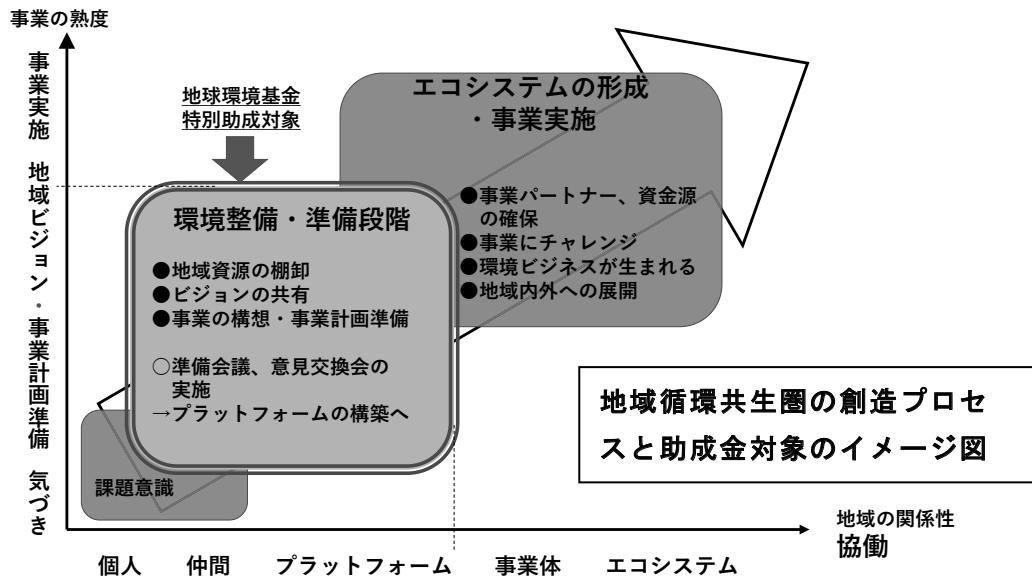 事業の熟度
事業実施 地域ビジョン・事業計画準備 気づき
地球環境基金
特別助成対象
エコシステムの形成
・事業実施
●事業パートナー、資金源
の確保
●事業にチャレンジ
●環境ビジネスが生まれる
●地域内外への展開
環境整備・準備段階
●地域資源の棚卸
●ビジョンの共有
●事業の構想・事業計画準備
○準備会議、意見交換会の
実施
→プラットフォームの構築へ
課題意識
地域循環共生圏の創造プロセ
スと助成金対象のイメージ図
地域の関係性
協働
個人 仲間 プラットフォーム 事業体 エコシステム